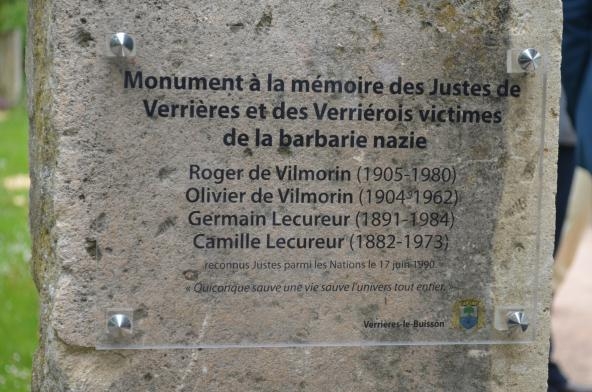 Monument à la mémoire des Justes de
Verrières et des Verriérois victimes
de la barbarie nazie
Roger de Vilmorin (1905-1980)
Olivier de Vilmorin (1904-1962)
Germain Lecureur (1891-1984)
Camille Lecureur (1882-1973)
reconnus Justes parmi les Nations le 17 juin 1990.
« Quiconque sauve une vie sauve l'univers tout entier. »
Verrières-le-Buisson